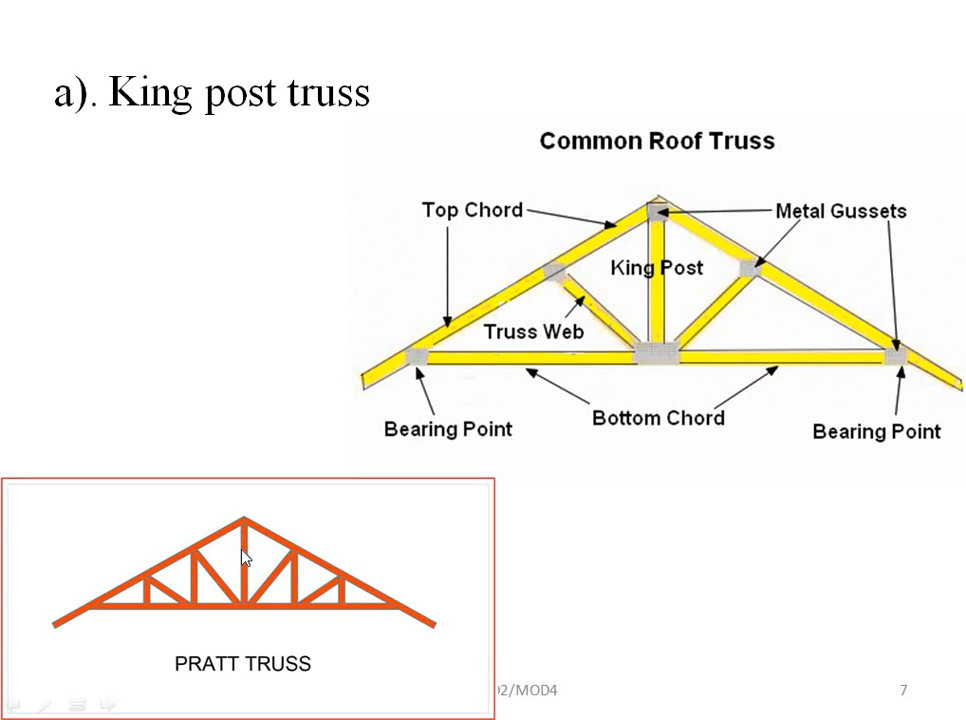 a). King post truss
Common Roof Truss
Top Chord
Metal Gussets
King Post
Truss Web
Bottom Chord
Bearing Point
Bearing Point
PRATT TRUSS
02/MOD4
7